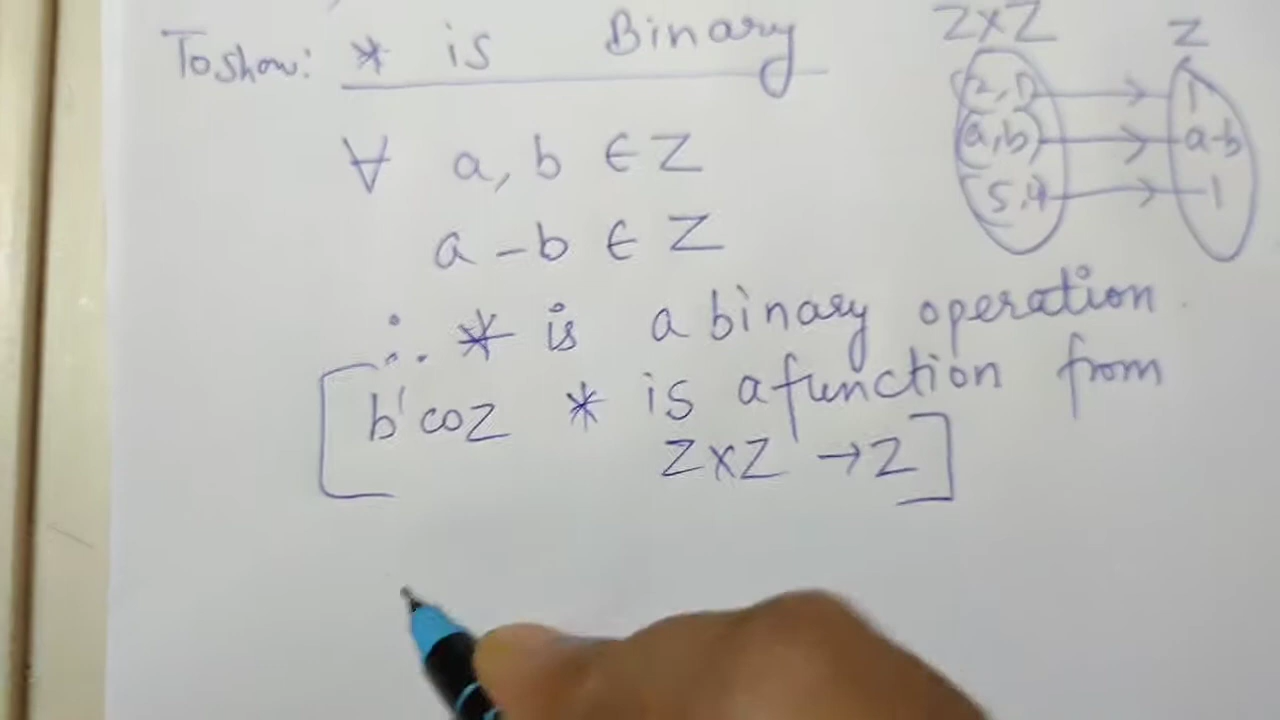 To show: * is Binary
∀ a, b ∈ Z
a - b ∈ Z
∴ * is a binary operation.
[b'coz * is a function from
Z×Z → Z]
Z×Z Z
(2,1) 1
(a,b) a-b
(5,4) 1